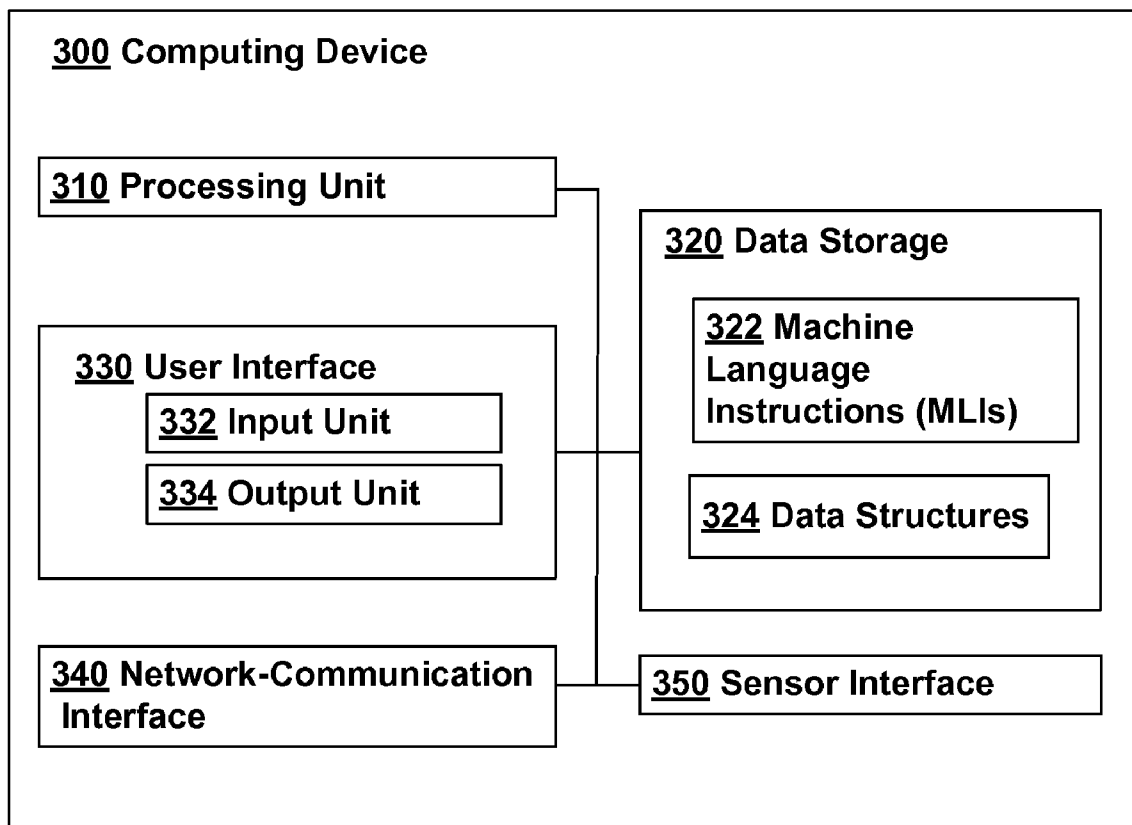 300 Computing Device
310 Processing Unit
320 Data Storage
322 Machine
Language
Instructions (MLIs)
324 Data Structures
330 User Interface
332 Input Unit
334 Output Unit
340 Network-Communication
Interface
350 Sensor Interface